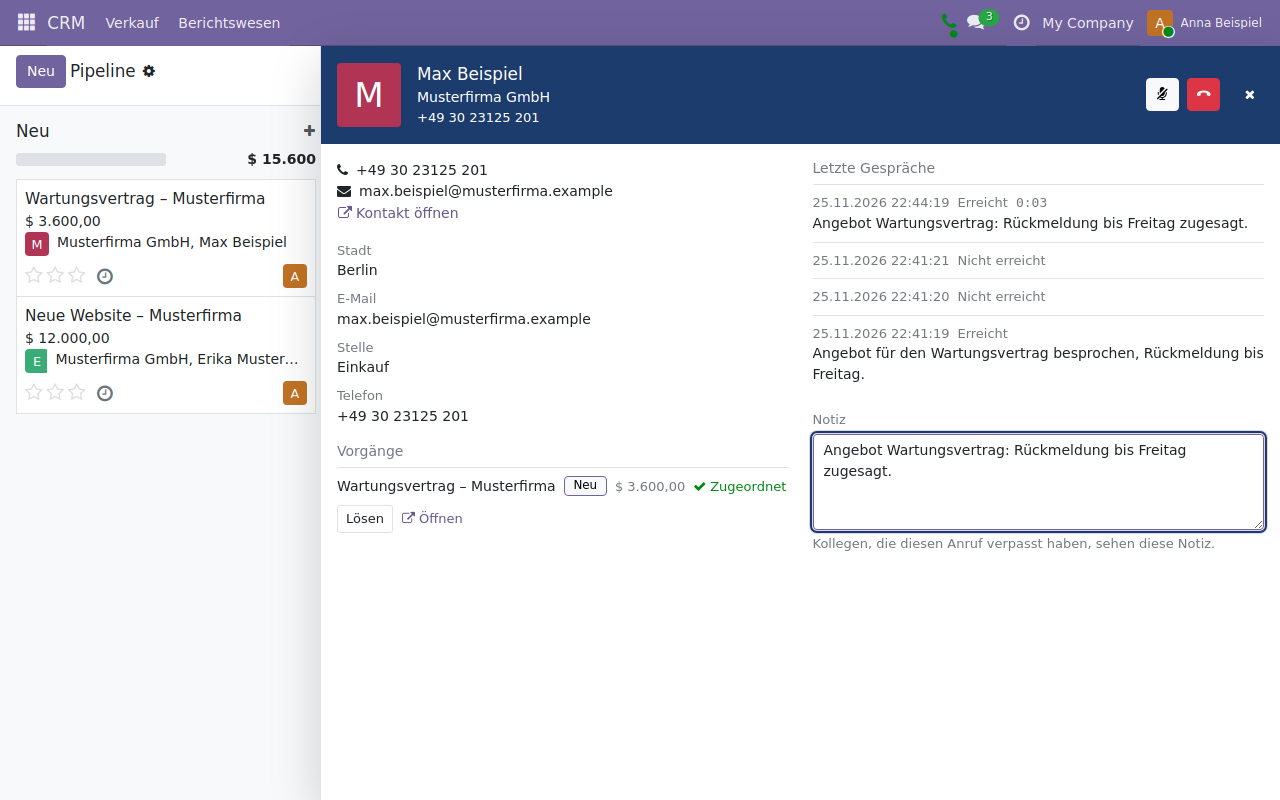 CRM Verkauf Berichtswesen 3 My Company A Anna Beispiel
Neu Pipeline
Neu +
$ 15.600
Wartungsvertrag – Musterfirma
$ 3.600,00
M Musterfirma GmbH, Max Beispiel
A
Neue Website – Musterfirma
$ 12.000,00
E Musterfirma GmbH, Erika Muster…
A
M
Max Beispiel
Musterfirma GmbH
+49 30 23125 201
+49 30 23125 201
max.beispiel@musterfirma.example
Kontakt öffnen
Stadt
Berlin
E-Mail
max.beispiel@musterfirma.example
Stelle
Einkauf
Telefon
+49 30 23125 201
Vorgänge
Wartungsvertrag – Musterfirma Neu $ 3.600,00 Zugeordnet
Lösen Öffnen
Letzte Gespräche
25.11.2026 22:44:19 Erreicht 0:03
Angebot Wartungsvertrag: Rückmeldung bis Freitag zugesagt.
25.11.2026 22:41:21 Nicht erreicht
25.11.2026 22:41:20 Nicht erreicht
25.11.2026 22:41:19 Erreicht
Angebot für den Wartungsvertrag besprochen, Rückmeldung bis
Freitag.
Notiz
Angebot Wartungsvertrag: Rückmeldung bis Freitag
zugesagt.
Kollegen, die diesen Anruf verpasst haben, sehen diese Notiz.